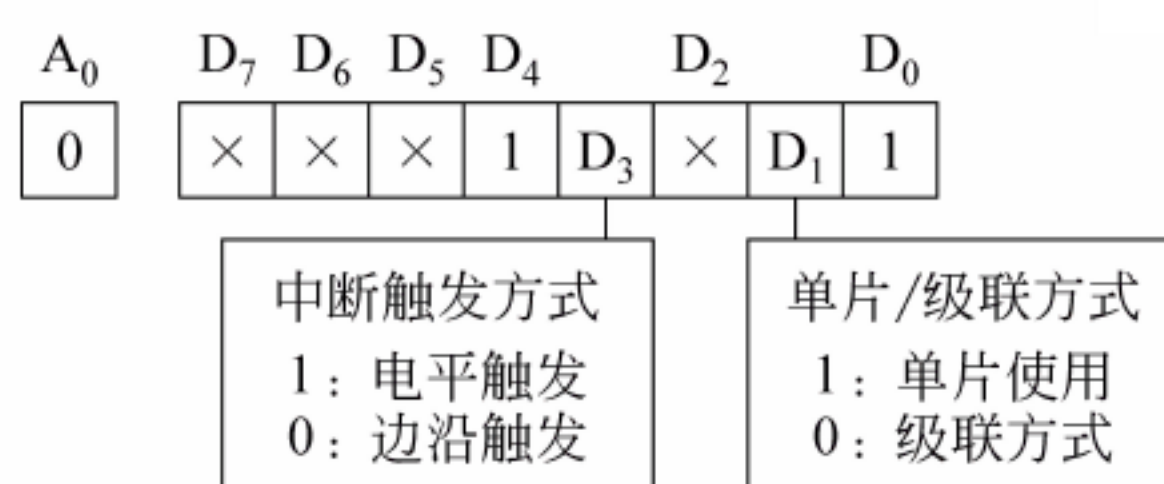 A₀ D₇ D₆ D₅ D₄ D₂ D₀
0 × × × 1 D₃ × D₁ 1
中断触发方式
1：电平触发
0：边沿触发
单片/级联方式
1：单片使用
0：级联方式